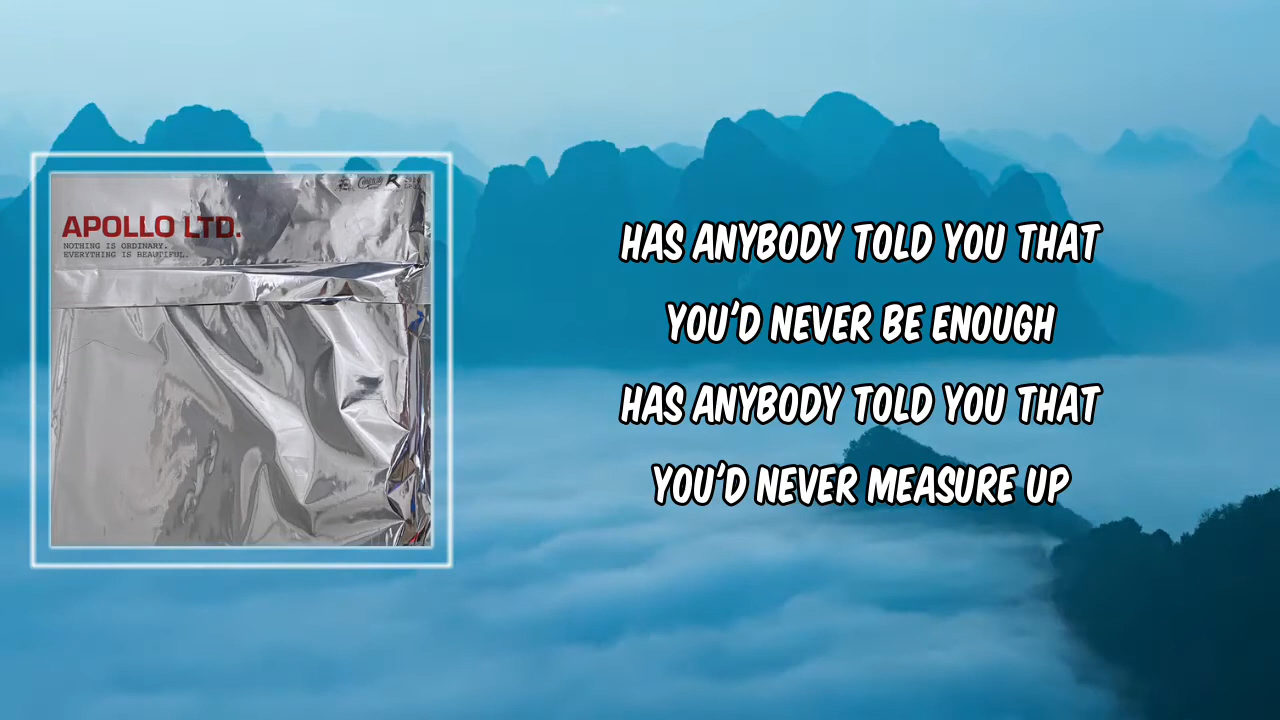 APOLLO LTD.
NOTHING IS ORDINARY.
EVERYTHING IS BEAUTIFUL.
HAS ANYBODY TOLD YOU THAT
YOU'D NEVER BE ENOUGH
HAS ANYBODY TOLD YOU THAT
YOU'D NEVER MEASURE UP